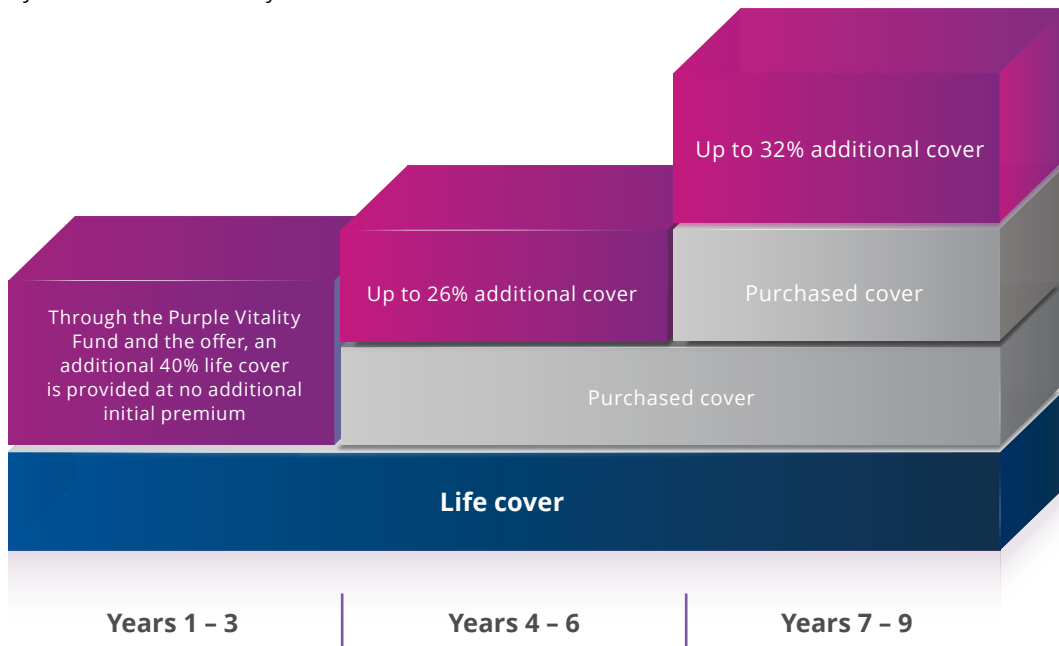 Up to 32% additional cover
Up to 26% additional cover
Purchased cover
Through the Purple Vitality
Fund and the offer, an
additional 40% life cover
is provided at no additional
initial premium
Purchased cover
Life cover
Years 1 – 3
Years 4 – 6
Years 7 – 9